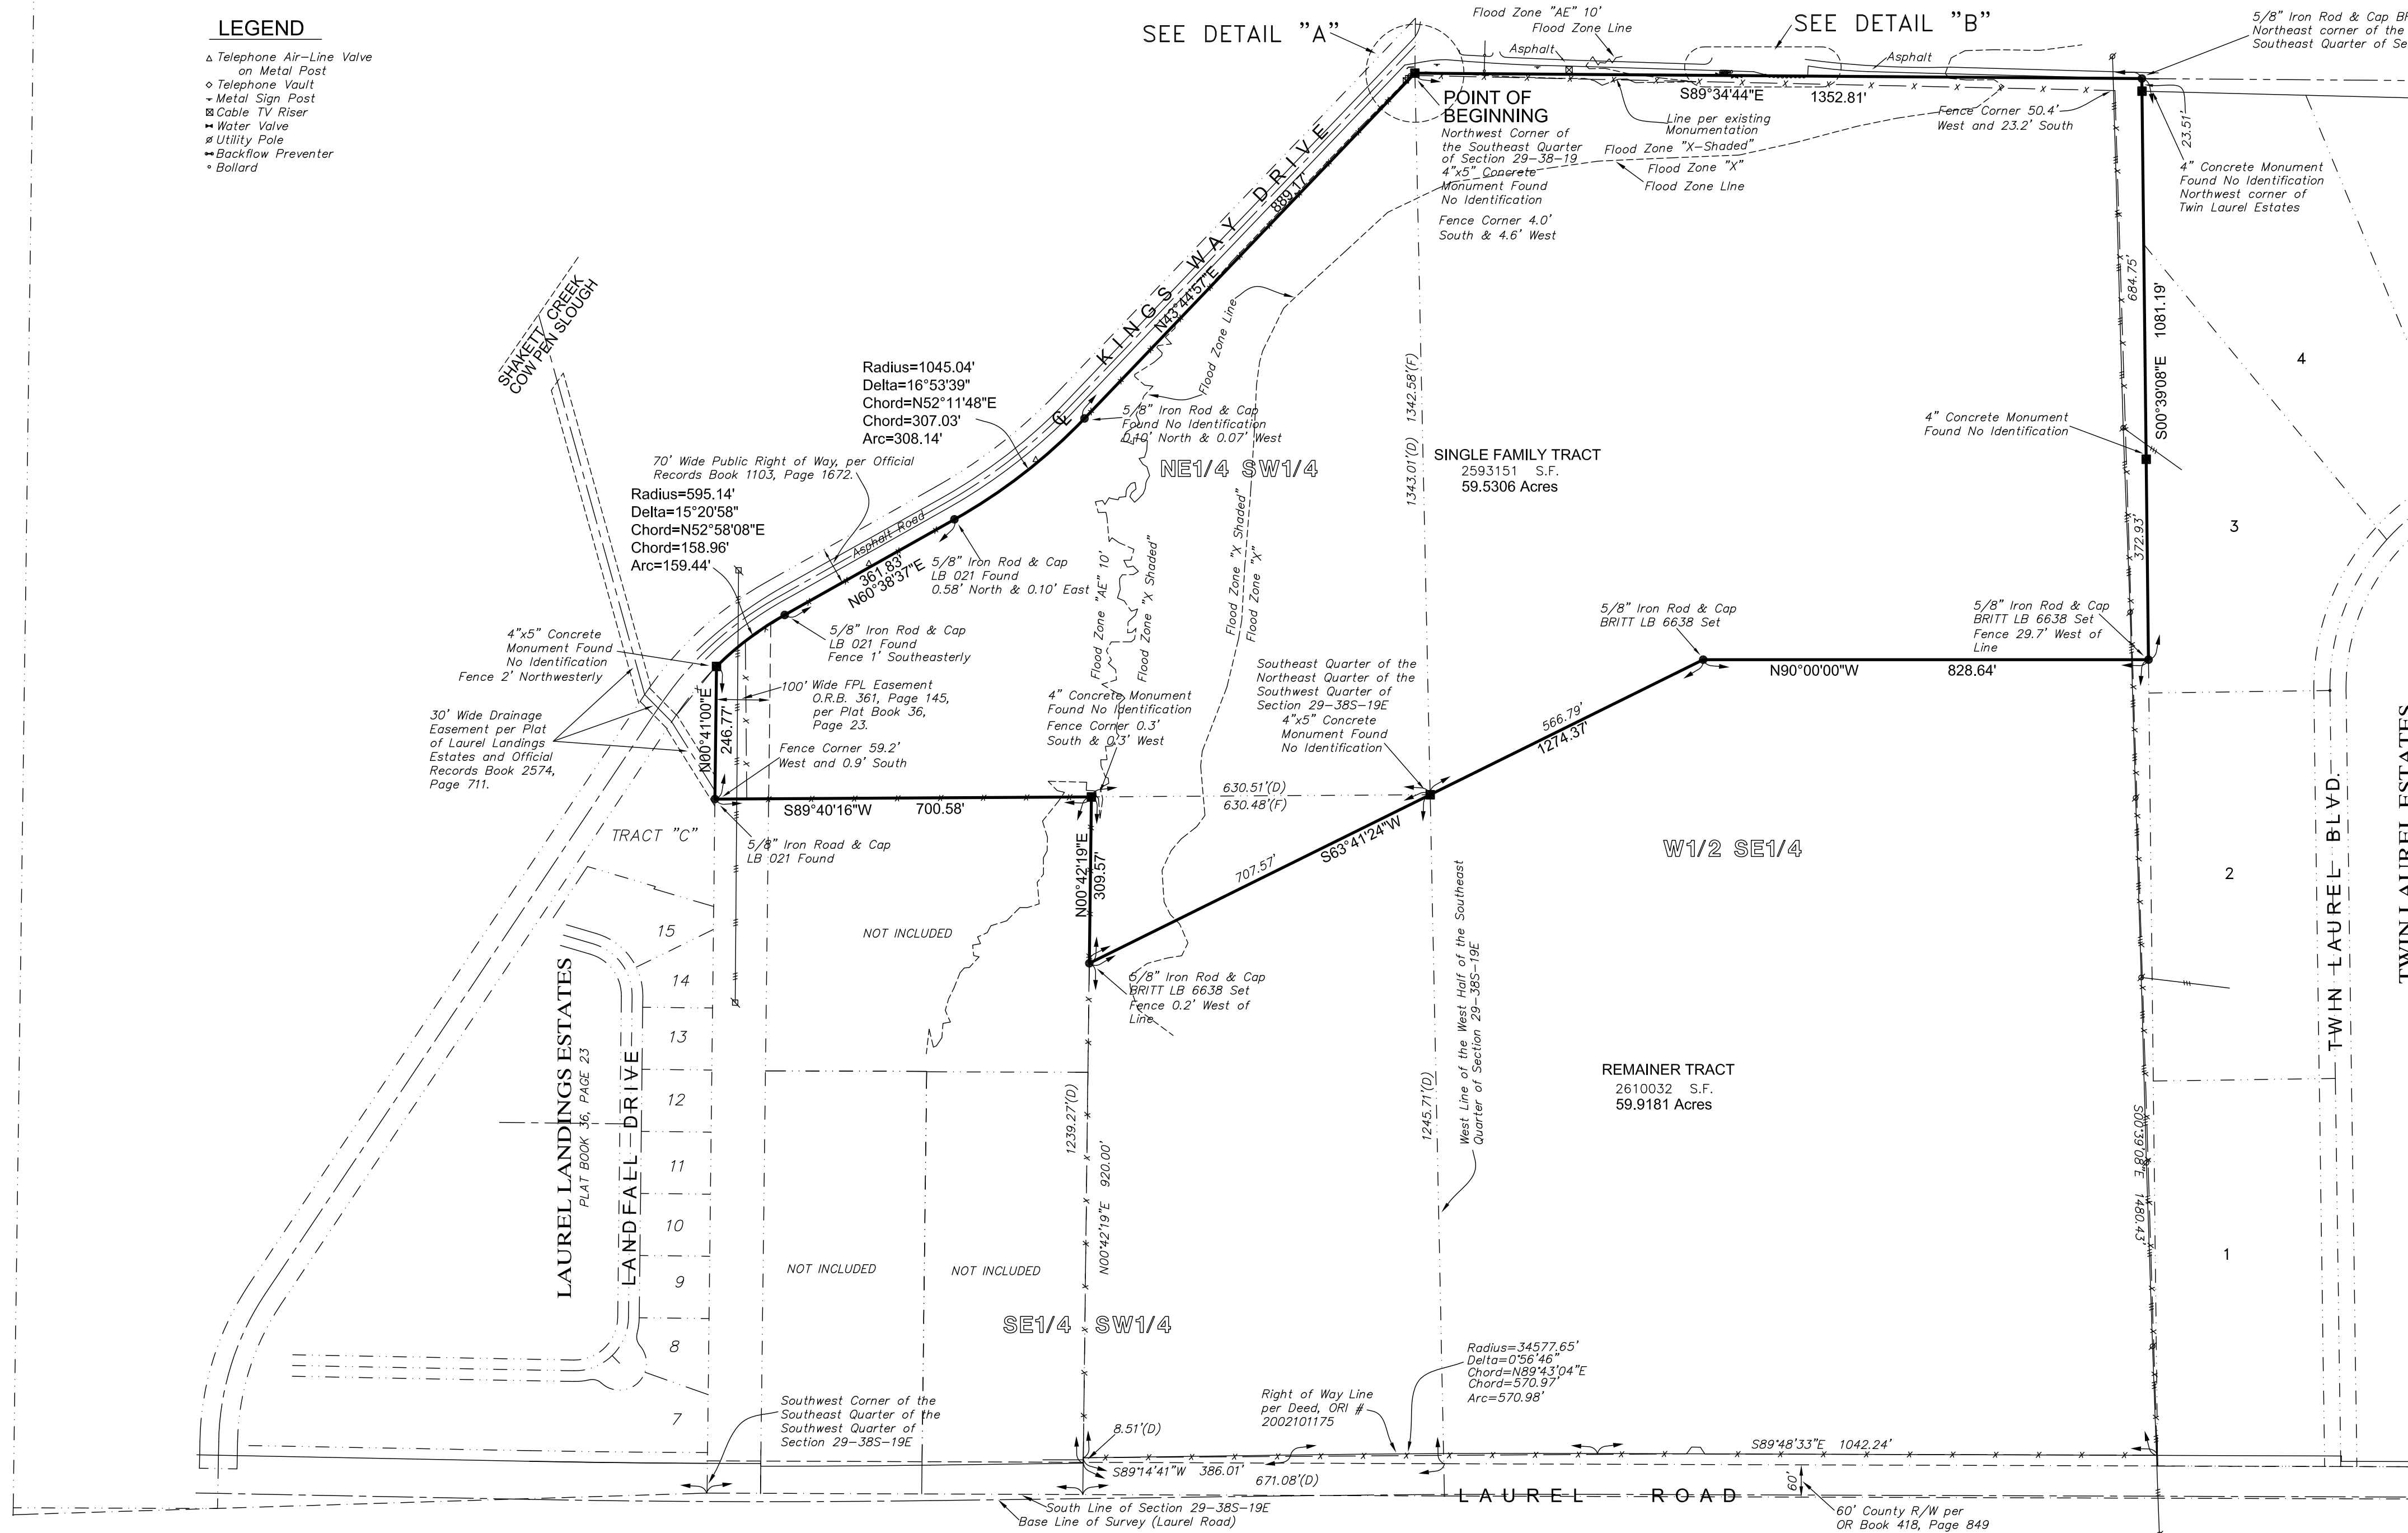 LEGEND
Telephone Air-Line Valve
on Metal Post
Telephone Vault
Metal Sign Post
Cable TV Riser
Water Valve
Utility Pole
Backflow Preventer
Bollard
SEE DETAIL "A"
Flood Zone "AE" 10'
Flood Zone Line
Asphalt
SEE DETAIL "B"
Asphalt
5/8" Iron Rod & Cap
Northeast corner of the
Southeast Quarter of
S89°34'44"E 1352.81'
POINT OF
BEGINNING
Northwest Corner of
the Southeast Quarter
of Section 29-38-19
4"x5" Concrete
Monument Found
No Identification
Fence Corner 4.0'
South & 4.6' West
Line per existing
Monumentation
Flood Zone "X-Shaded"
Flood Zone "X"
Flood Zone LIne
Fence Corner 50.4'
West and 23.2' South
23.51'
4" Concrete Monument
Found No Identification
Northwest corner of
Twin Laurel Estates
KINGS WAY DRIVE
889.17'
N43°44'57"E
Flood Zone Line
SHAKETT CREEK
COW PEN SLOUGH
Radius=1045.04'
Delta=16°53'39"
Chord=N52°11'48"E
Chord=307.03'
Arc=308.14'
5/8" Iron Rod & Cap
Found No Identification
0.10' North & 0.07' West
NE1/4 SW1/4
1343.01'(D) 1342.58'(F)
SINGLE FAMILY TRACT
2593151 S.F.
59.5306 Acres
684.75'
S00°39'08"E 1081.19'
4" Concrete Monument
Found No Identification
372.93'
4
3
2
1
70' Wide Public Right of Way, per Official
Records Book 1103, Page 1672.
Radius=595.14'
Delta=15°20'58"
Chord=N52°58'08"E
Chord=158.96'
Arc=159.44'
Asphalt Road
361.83'
N60°38'37"E
5/8" Iron Rod & Cap
LB 021 Found
0.58' North & 0.10' East
5/8" Iron Rod & Cap
LB 021 Found
Fence 1' Southeasterly
4"x5" Concrete
Monument Found
No Identification
Fence 2' Northwesterly
Flood Zone "AE" 10'
Flood Zone "X Shaded"
Flood Zone "X Shaded"
Flood Zone "X"
30' Wide Drainage
Easement per Plat
of Laurel Landings
Estates and Official
Records Book 2574,
Page 711.
N00°41'00"E
246.77'
100' Wide FPL Easement
O.R.B. 361, Page 145,
per Plat Book 36,
Page 23.
Fence Corner 59.2'
West and 0.9' South
4" Concrete Monument
Found No Identification
Fence Corner 0.3'
South & 0.3' West
Southeast Quarter of the
Northeast Quarter of the
Southwest Quarter of
Section 29-38S-19E
4"x5" Concrete
Monument Found
No Identification
5/8" Iron Rod & Cap
BRITT LB 6638 Set
5/8" Iron Rod & Cap
BRITT LB 6638 Set
Fence 29.7' West of
Line
N90°00'00"W 828.64'
566.79'
1274.37'
S63°41'24"W
707.57'
630.51'(D)
630.48'(F)
S89°40'16"W 700.58'
TRACT "C"
5/8" Iron Road & Cap
LB 021 Found
N00°42'19"E
309.57'
5/8" Iron Rod & Cap
BRITT LB 6638 Set
Fence 0.2' West of
Line
W1/2 SE1/4
West Line of the West Half of the Southeast
Quarter of Section 29-38S-19E
REMAINER TRACT
2610032 S.F.
59.9181 Acres
TWIN LAUREL BLVD.
TWIN LAUREL ESTATES
NOT INCLUDED
LAUREL LANDINGS ESTATES
PLAT BOOK 36, PAGE 23
LANDFALL DRIVE
15
14
13
12
11
10
9
8
7
1239.27'(D)
N00°42'19"E 920.00'
1245.71'(D)
S00°39'08"E 1480.43'
NOT INCLUDED
NOT INCLUDED
SE1/4 SW1/4
Southwest Corner of the
Southeast Quarter of the
Southwest Quarter of
Section 29-38S-19E
8.51'(D)
Right of Way Line
per Deed, ORI #
2002101175
Radius=34577.65'
Delta=0°56'46"
Chord=N89°43'04"E
Chord=570.97'
Arc=570.98'
S89°48'33"E 1042.24'
S89°14'41"W 386.01'
671.08'(D)
LAUREL ROAD
60'
South Line of Section 29-38S-19E
Base Line of Survey (Laurel Road)
60' County R/W per
OR Book 418, Page 849